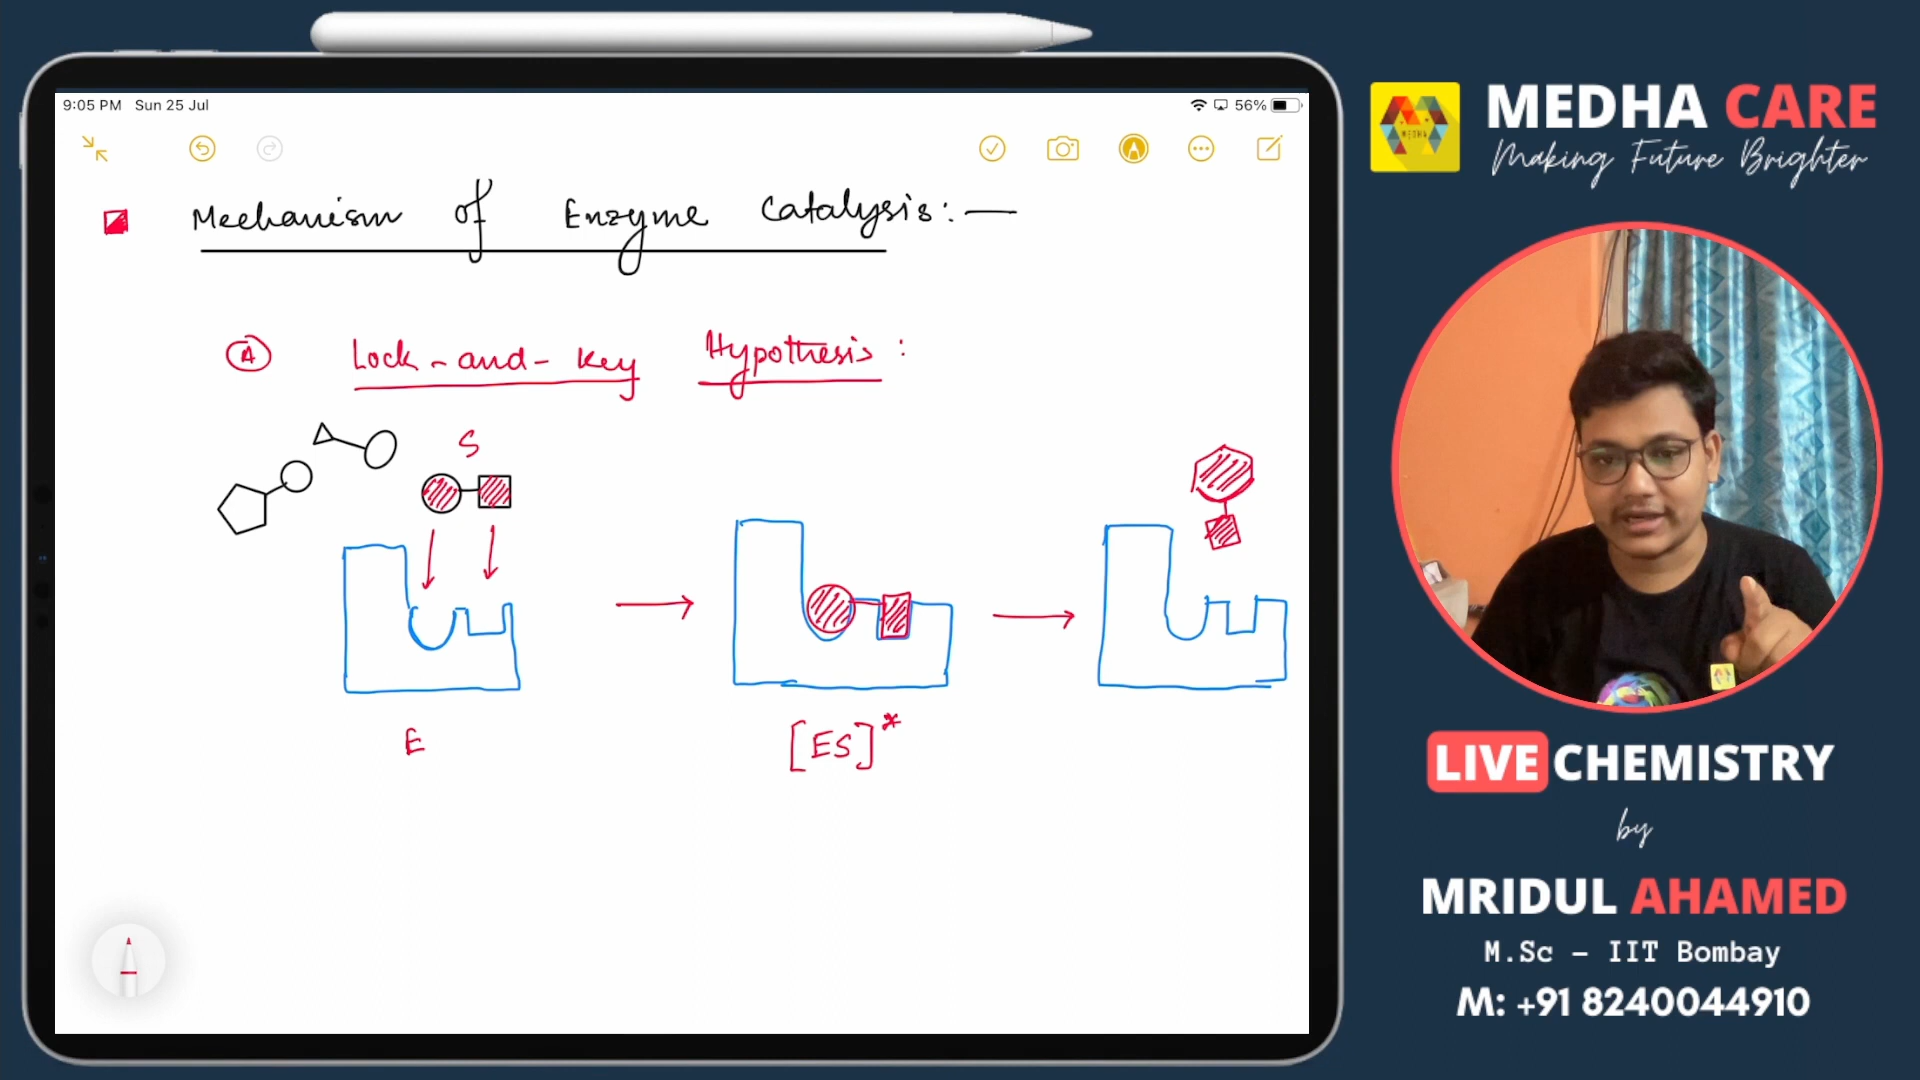 9:05 PM Sun 25 Jul
56%
Mechanism of Enzyme Catalysis:—
A Lock-and-Key Hypothesis:
S
E
[ES]*
MEDHA CARE
Making Future Brighter
MEDHA
LIVE CHEMISTRY
by
MRIDUL AHAMED
M.Sc – IIT Bombay
M: +91 8240044910